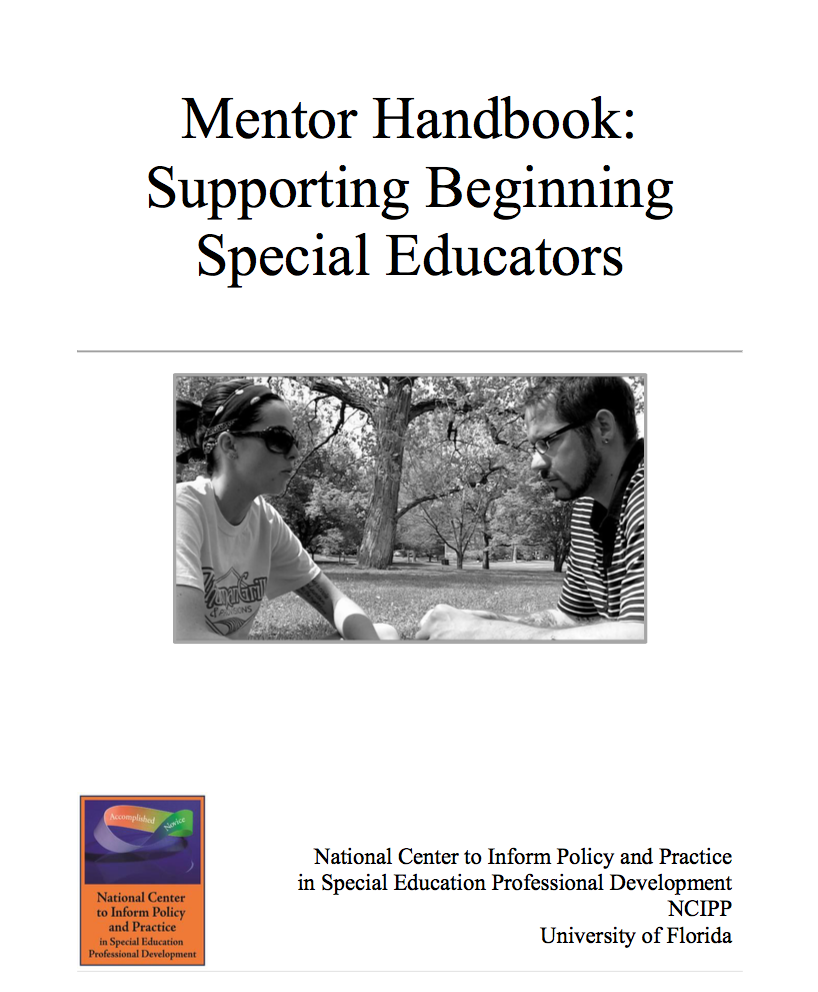 Mentor Handbook:
Supporting Beginning
Special Educators
Accomplished
Novice
National Center
to Inform Policy
and Practice
in Special Education
Professional Development
National Center to Inform Policy and Practice
in Special Education Professional Development
NCIPP
University of Florida